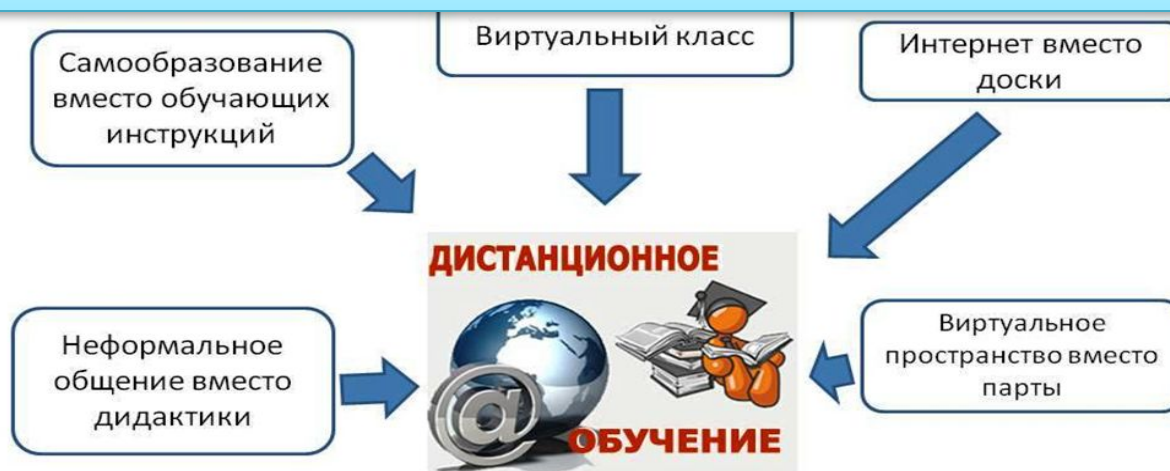 Самообразование
вместо обучающих
инструкций
Виртуальный класс
Интернет вместо
доски
ДИСТАНЦИОННОЕ
@
ОБУЧЕНИЕ
Неформальное
общение вместо
дидактики
Виртуальное
пространство вместо
парты